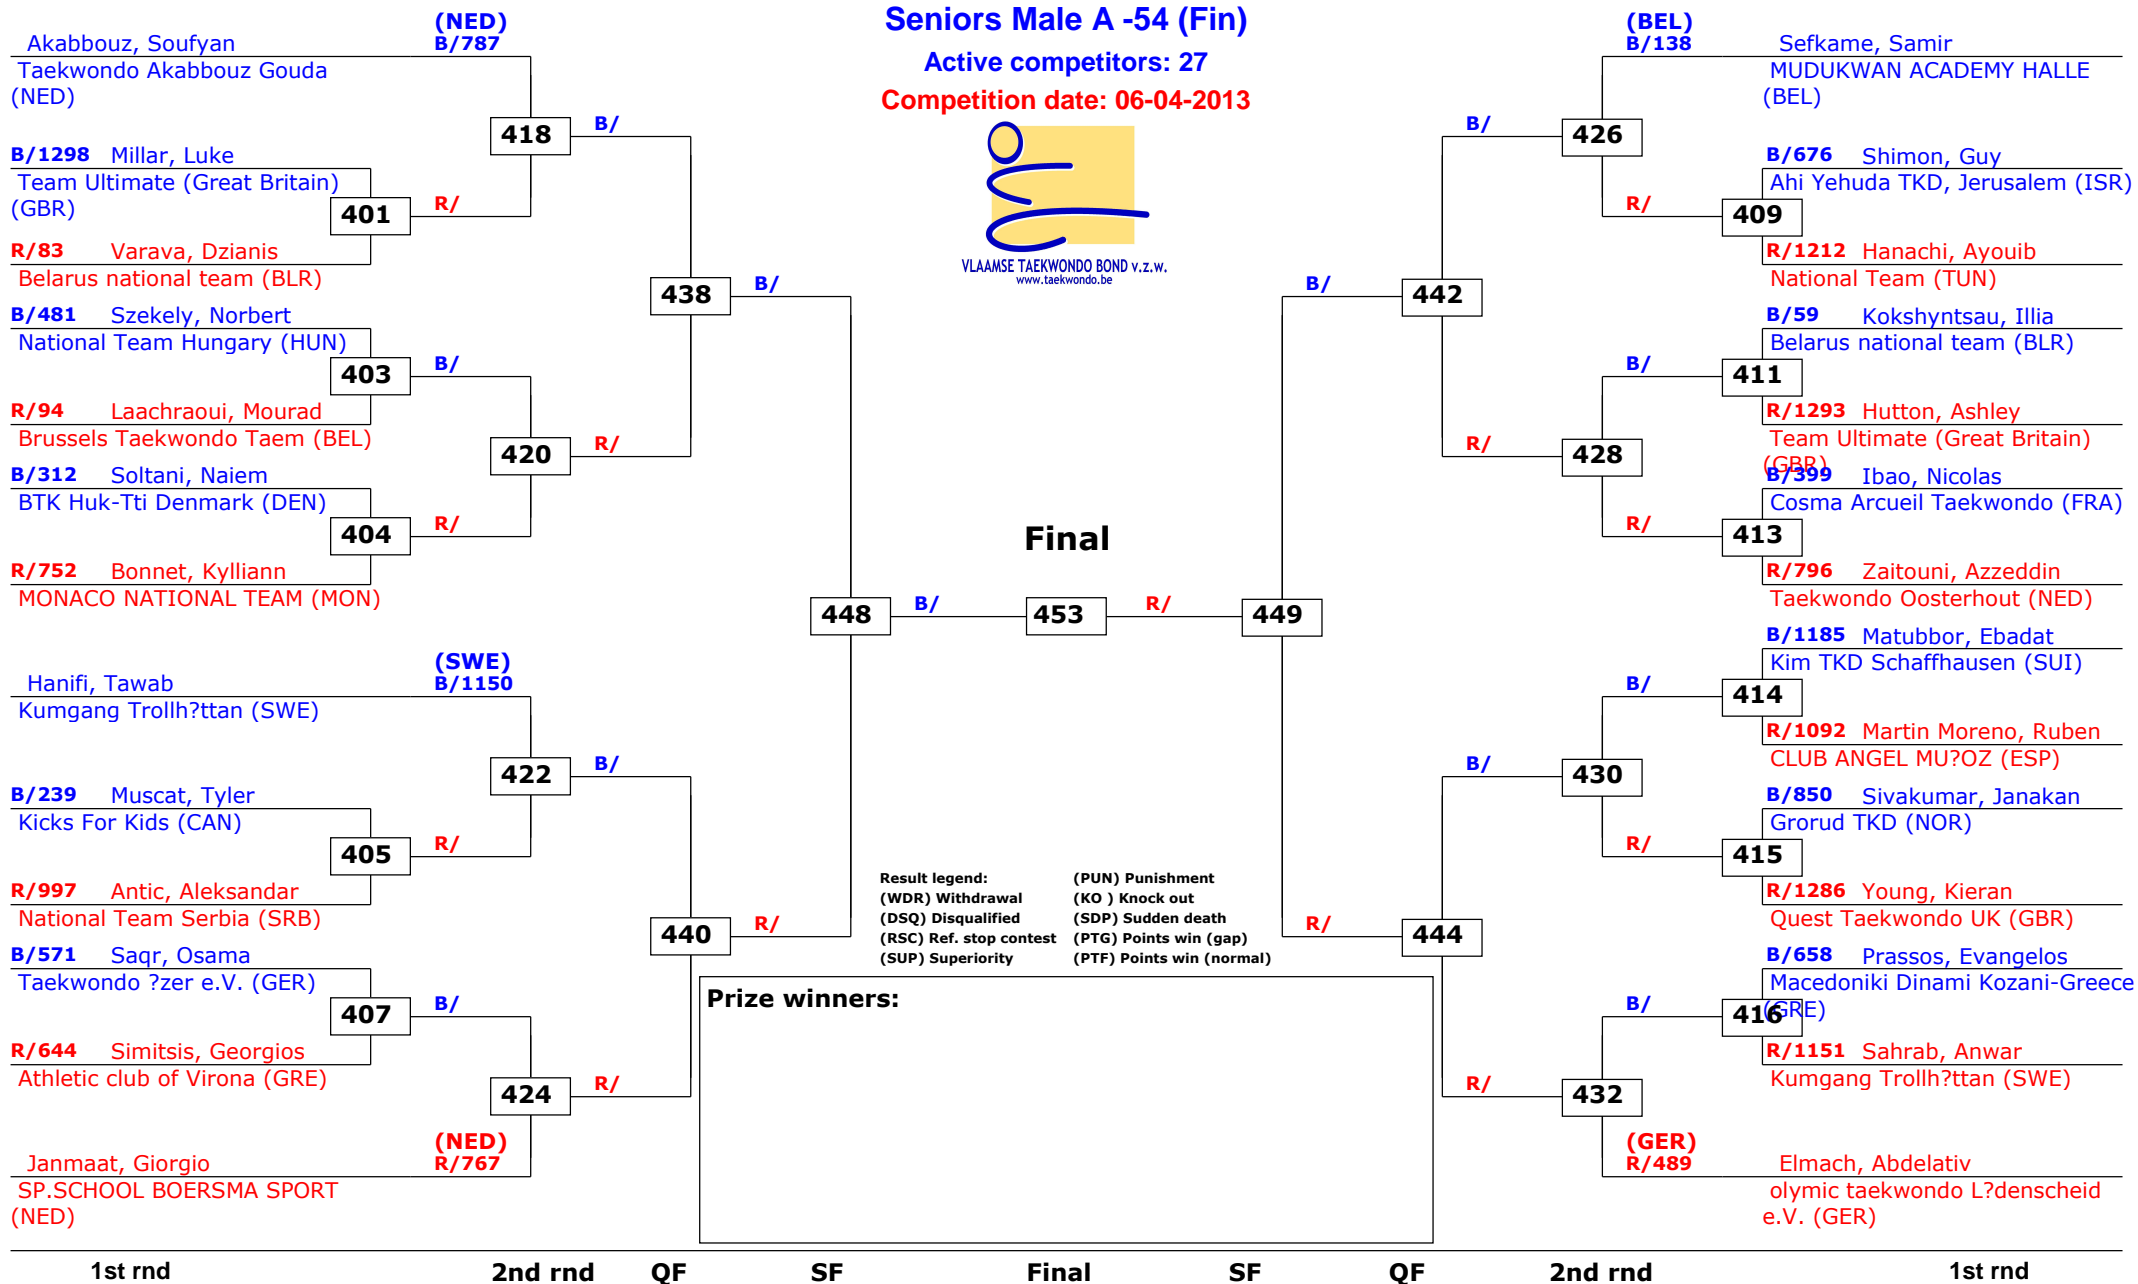 Seniors Male A -54 (Fin)
Active competitors: 27
Competition date: 06-04-2013
VLAAMSE TAEKWONDO BOND v.z.w.
www.taekwondo.be
Akabbouz, Soufyan
(NED)
B/787
Taekwondo Akabbouz Gouda
(NED)
418
B/
B/1298 Millar, Luke
Team Ultimate (Great Britain)
(GBR)
401
R/
R/83 Varava, Dzianis
Belarus national team (BLR)
438
B/
B/481 Szekely, Norbert
National Team Hungary (HUN)
403
B/
R/94 Laachraoui, Mourad
Brussels Taekwondo Taem (BEL)
420
R/
B/312 Soltani, Naiem
BTK Huk-Tti Denmark (DEN)
404
R/
R/752 Bonnet, Kylliann
MONACO NATIONAL TEAM (MON)
448
B/
Hanifi, Tawab
(SWE)
B/1150
Kumgang Trollh?ttan (SWE)
422
B/
B/239 Muscat, Tyler
Kicks For Kids (CAN)
405
R/
R/997 Antic, Aleksandar
National Team Serbia (SRB)
440
R/
B/571 Saqr, Osama
Taekwondo ?zer e.V. (GER)
407
B/
R/644 Simitsis, Georgios
Athletic club of Virona (GRE)
424
R/
(NED)
R/767
Janmaat, Giorgio
SP.SCHOOL BOERSMA SPORT
(NED)
Final
453
R/
449
(BEL)
B/138
Sefkame, Samir
MUDUKWAN ACADEMY HALLE
(BEL)
B/
426
B/676 Shimon, Guy
Ahi Yehuda TKD, Jerusalem (ISR)
R/
409
R/1212 Hanachi, Ayouib
National Team (TUN)
B/
442
B/59 Kokshyntsau, Illia
Belarus national team (BLR)
B/
411
R/1293 Hutton, Ashley
Team Ultimate (Great Britain)
(GBR)
R/
428
B/399 Ibao, Nicolas
Cosma Arcueil Taekwondo (FRA)
R/
413
R/796 Zaitouni, Azzeddin
Taekwondo Oosterhout (NED)
B/1185 Matubbor, Ebadat
Kim TKD Schaffhausen (SUI)
B/
414
R/1092 Martin Moreno, Ruben
CLUB ANGEL MU?OZ (ESP)
B/
430
B/850 Sivakumar, Janakan
Grorud TKD (NOR)
R/
415
R/1286 Young, Kieran
Quest Taekwondo UK (GBR)
R/
444
B/658 Prassos, Evangelos
Macedoniki Dinami Kozani-Greece
(GRE)
B/
416
R/1151 Sahrab, Anwar
Kumgang Trollh?ttan (SWE)
R/
432
(GER)
R/489
Elmach, Abdelativ
olymic taekwondo L?denscheid
e.V. (GER)
Result legend: (PUN) Punishment
(WDR) Withdrawal (KO ) Knock out
(DSQ) Disqualified (SDP) Sudden death
(RSC) Ref. stop contest (PTG) Points win (gap)
(SUP) Superiority (PTF) Points win (normal)
Prize winners:
1st rnd 2nd rnd QF SF Final SF QF 2nd rnd 1st rnd